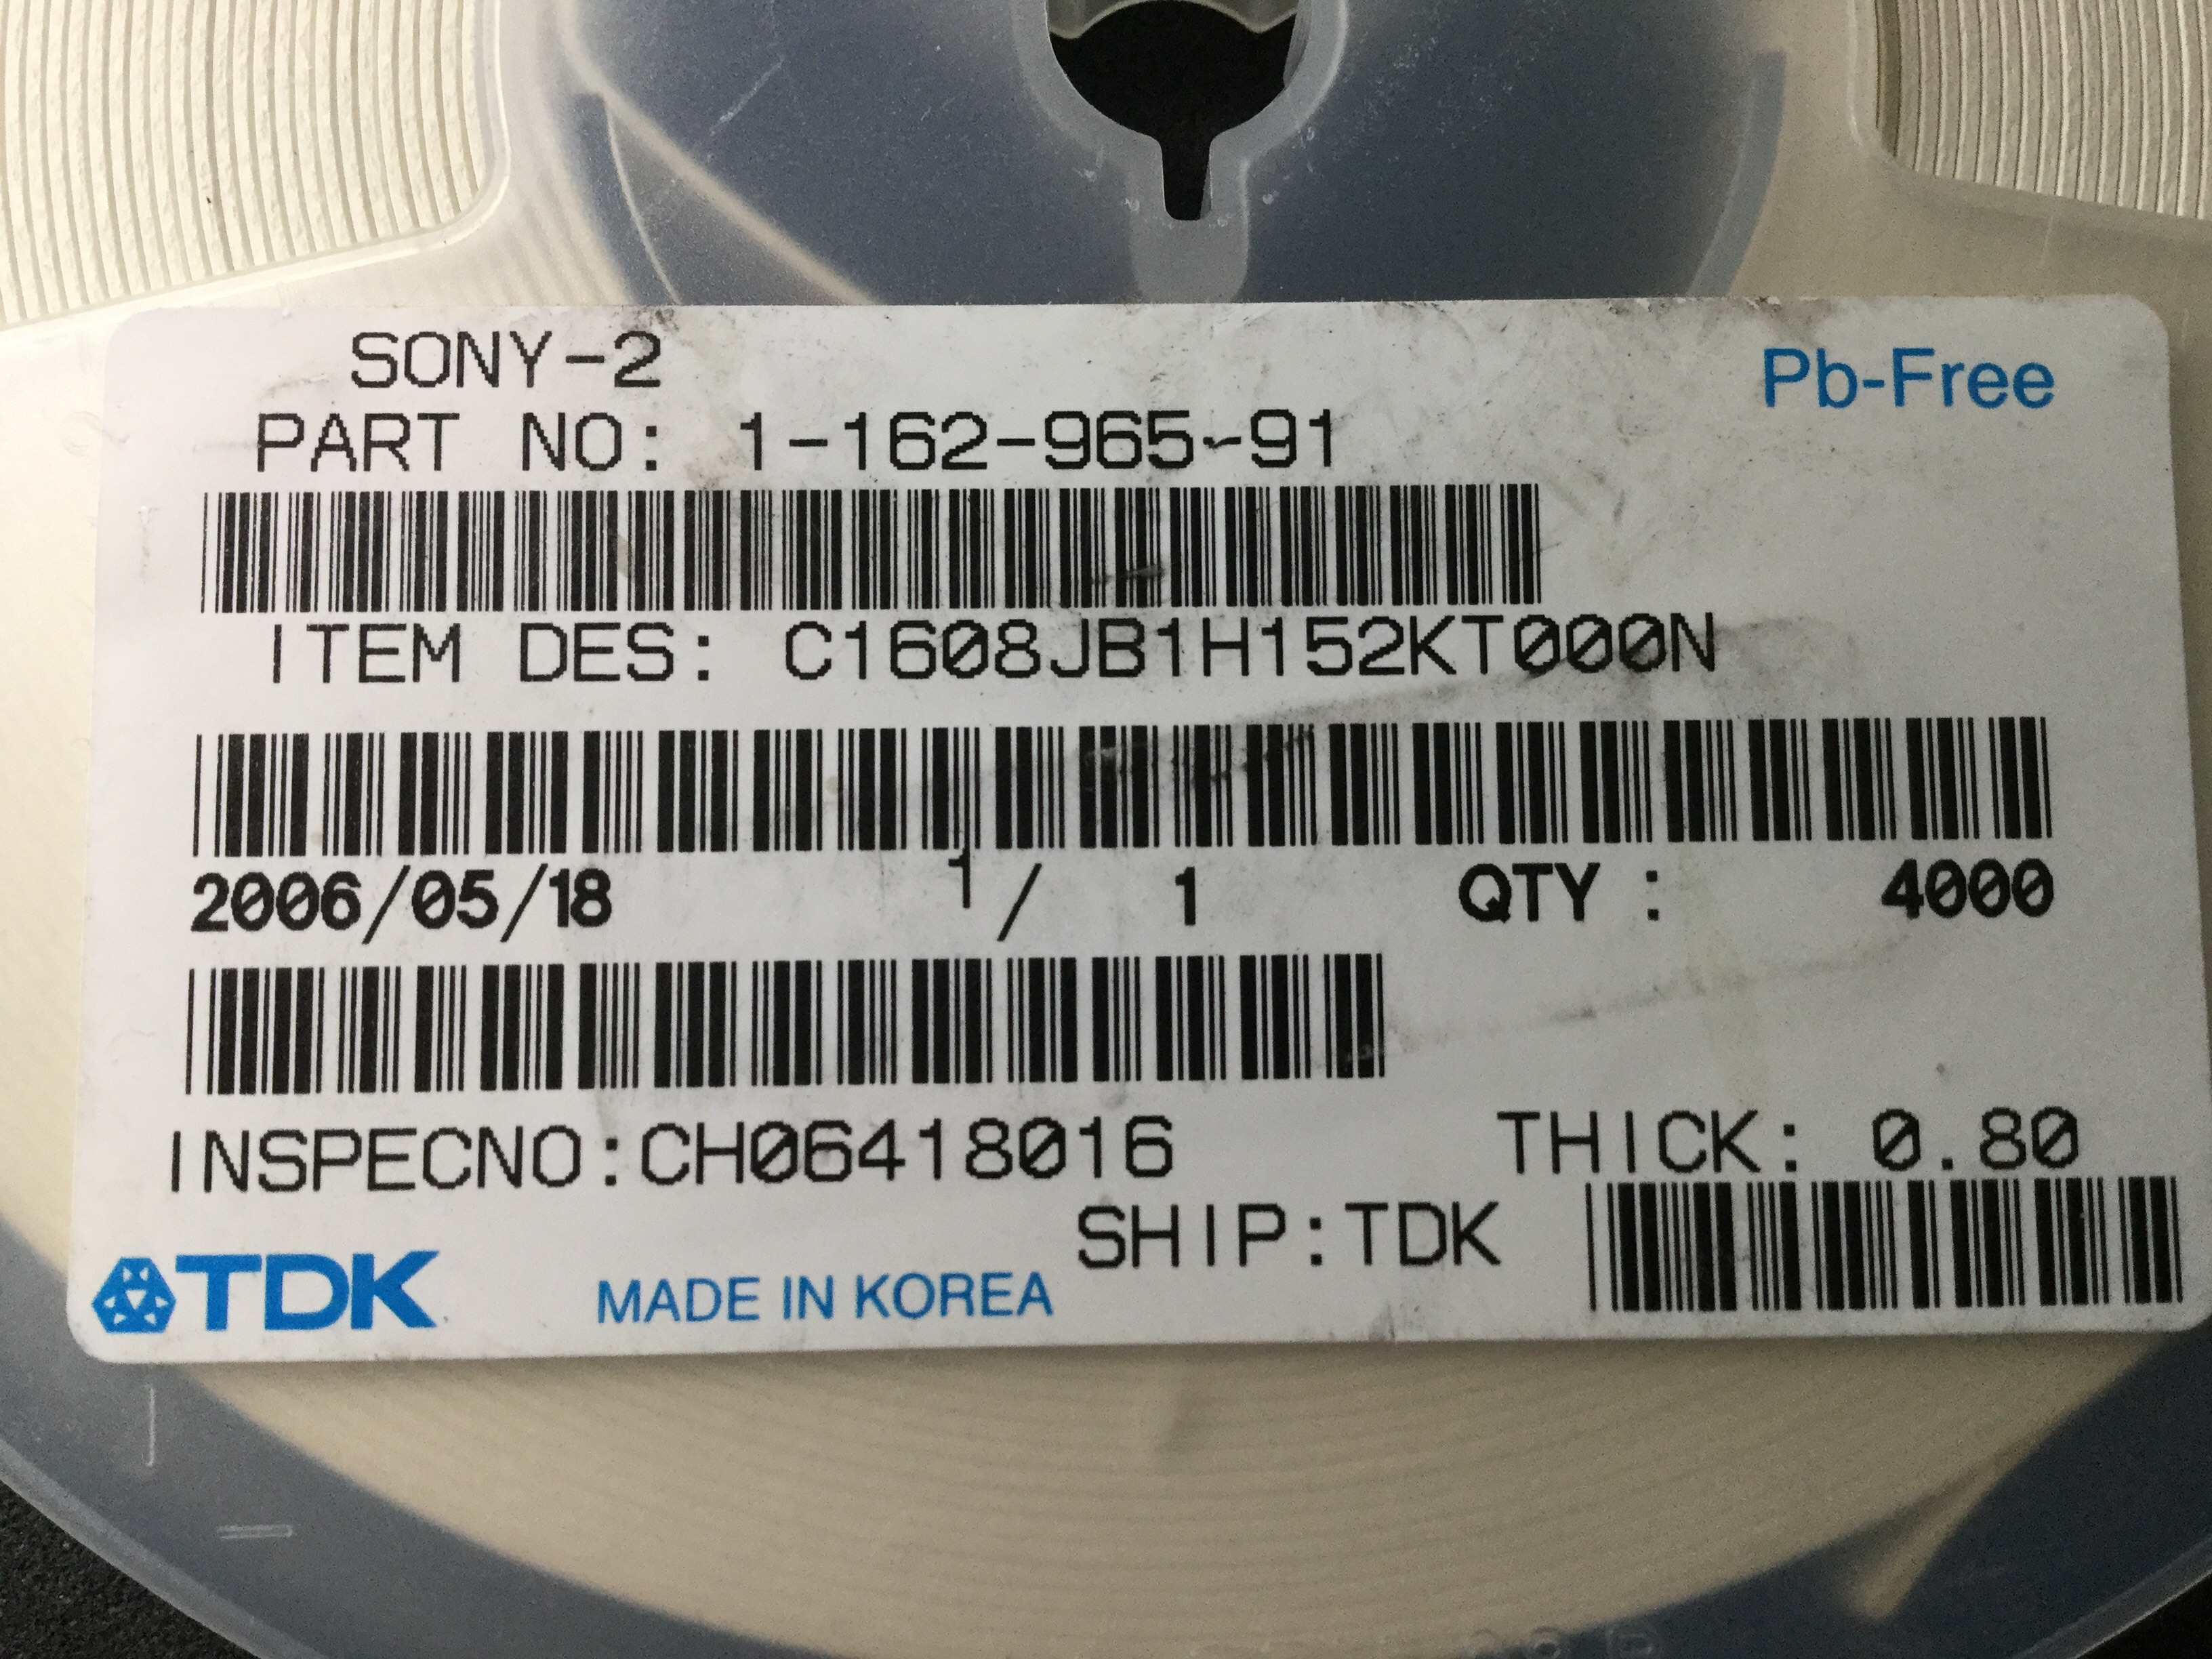 SONY-2
Pb-Free
PART NO: 1-162-965-91
ITEM DES: C1608JB1H152KT000N
2006/05/18 1/ 1 QTY : 4000
INSPECNO:CH06418016 THICK: 0.80
SHIP:TDK
TDK MADE IN KOREA